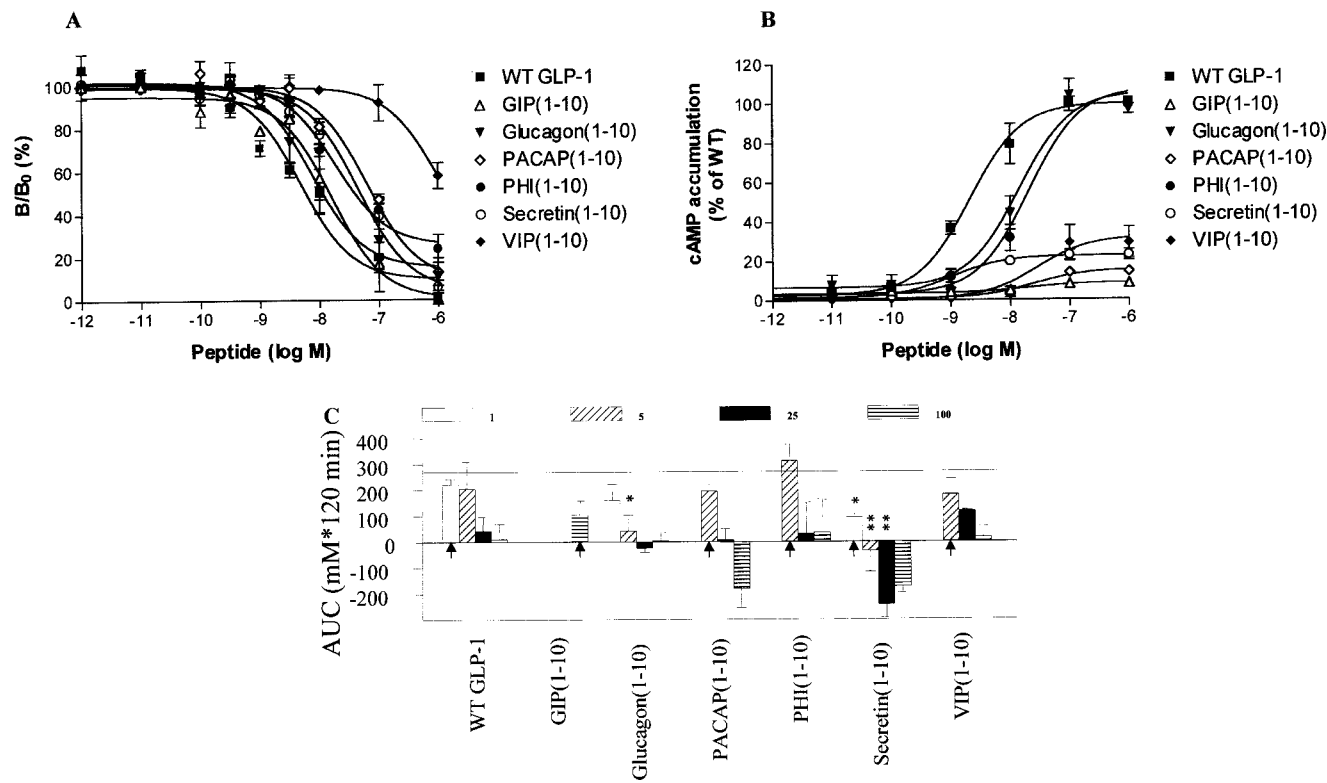 A
B/B0 (%)
100
80
60
40
20
0
-12 -11 -10 -9 -8 -7 -6
Peptide (log M)
WT GLP-1
GIP(1-10)
Glucagon(1-10)
PACAP(1-10)
PHI(1-10)
Secretin(1-10)
VIP(1-10)
B
cAMP accumulation
(% of WT)
120
100
80
60
40
20
0
-12 -11 -10 -9 -8 -7 -6
Peptide (log M)
WT GLP-1
GIP(1-10)
Glucagon(1-10)
PACAP(1-10)
PHI(1-10)
Secretin(1-10)
VIP(1-10)
C
1 5 25 100
AUC (mM*120 min)
400
300
200
100
0
-100
-200
* * ** **
WT GLP-1
GIP(1-10)
Glucagon(1-10)
PACAP(1-10)
PHI(1-10)
Secretin(1-10)
VIP(1-10)